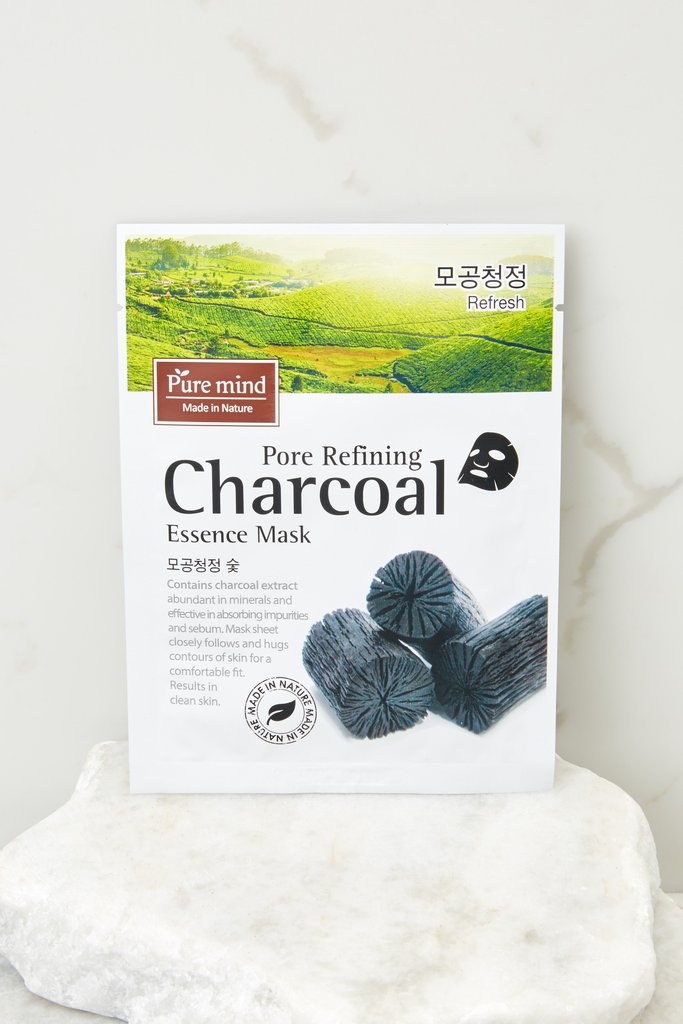 모공청정
Refresh
Pure mind
Made in Nature
Pore Refining
Charcoal
Essence Mask
모공청정 숯
Contains charcoal extract
abundant in minerals and
effective in absorbing impurities
and sebum. Mask sheet
closely follows and hugs
contours of skin for a
comfortable fit.
Results in
clean skin.
MADE IN NATURE MADE IN NATURE